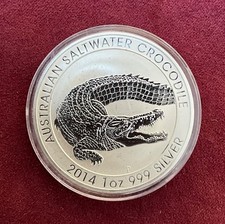 AUSTRALIAN SALTWATER CROCODILE
2014 1oz 999 SILVER